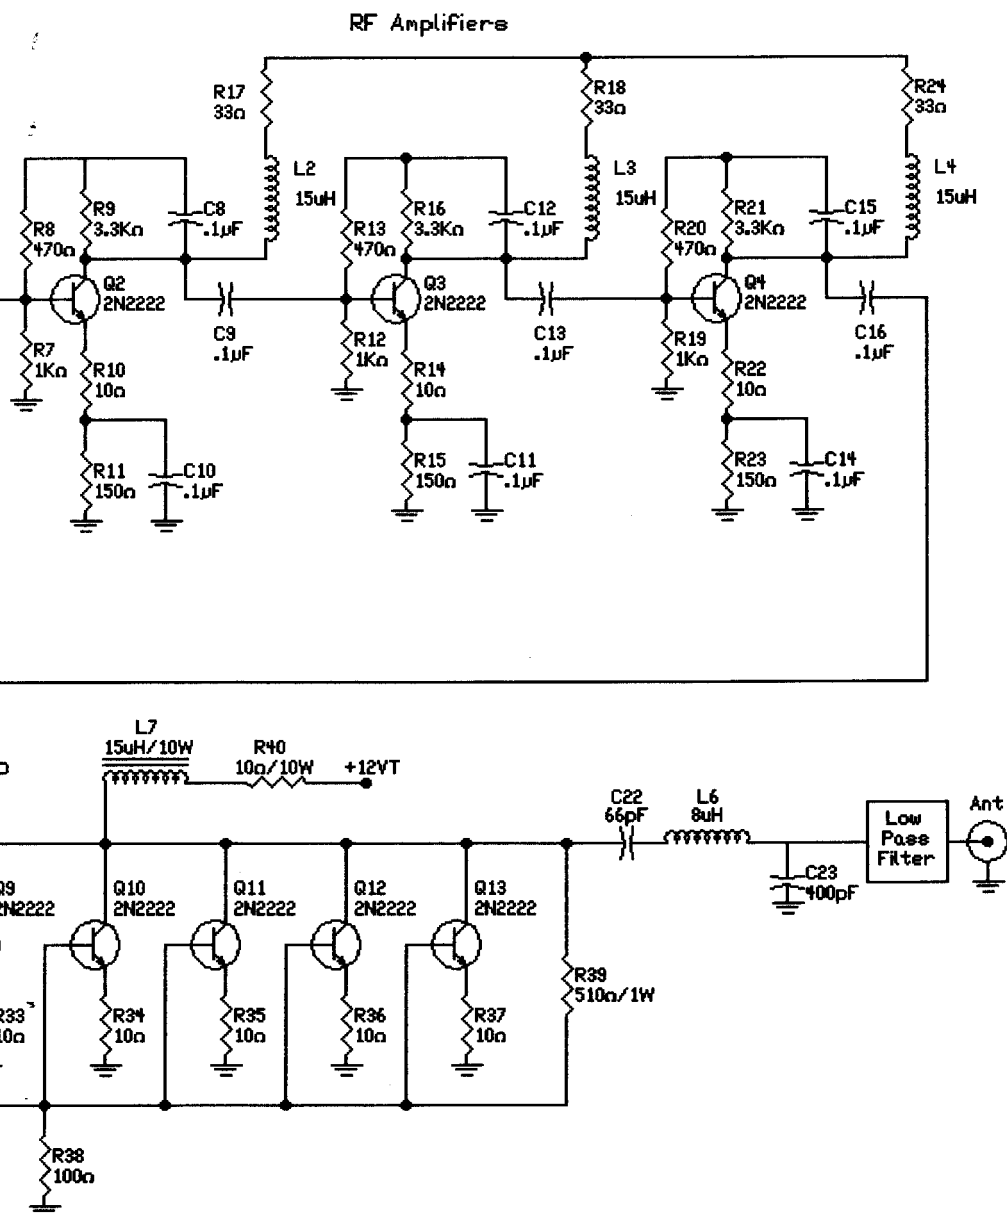 RF Amplifiers
R17
33Ω
R18
33Ω
R24
33Ω
L2
15uH
L3
15uH
L4
15uH
R8
470Ω
R9
3.3KΩ
C8
.1µF
R13
470Ω
R16
3.3KΩ
C12
.1µF
R20
470Ω
R21
3.3KΩ
C15
.1µF
Q2
2N2222
Q3
2N2222
Q4
2N2222
R7
1KΩ
C9
.1µF
R12
1KΩ
C13
.1µF
R19
1KΩ
C16
.1µF
R10
10Ω
R14
10Ω
R22
10Ω
R11
150Ω
C10
.1µF
R15
150Ω
C11
.1µF
R23
150Ω
C14
.1µF
L7
15uH/10W
R40
10Ω/10W
+12VT
C22
66pF
L6
8uH
Low
Pass
Filter
Ant
C23
400pF
Q9
2N2222
Q10
2N2222
Q11
2N2222
Q12
2N2222
Q13
2N2222
R39
510Ω/1W
R33
10Ω
R34
10Ω
R35
10Ω
R36
10Ω
R37
10Ω
R38
100Ω